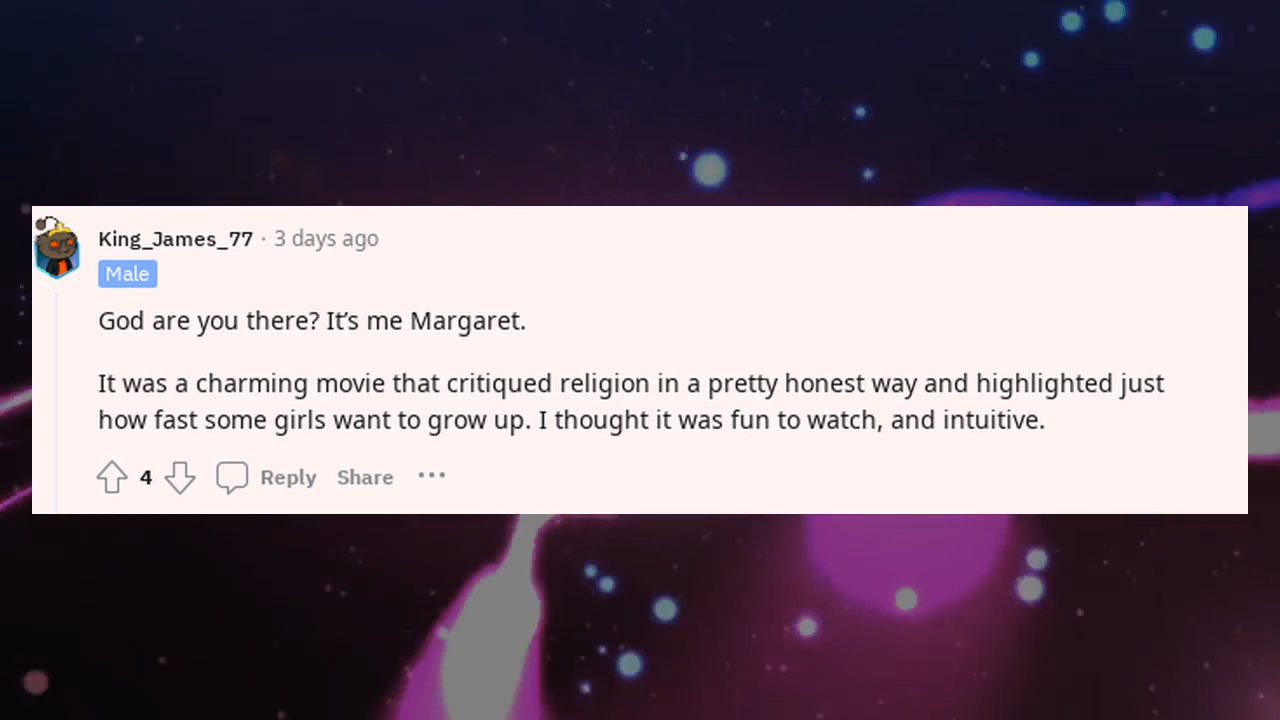 King_James_77 · 3 days ago
Male
God are you there? It’s me Margaret.
It was a charming movie that critiqued religion in a pretty honest way and highlighted just
how fast some girls want to grow up. I thought it was fun to watch, and intuitive.
4 Reply Share ···